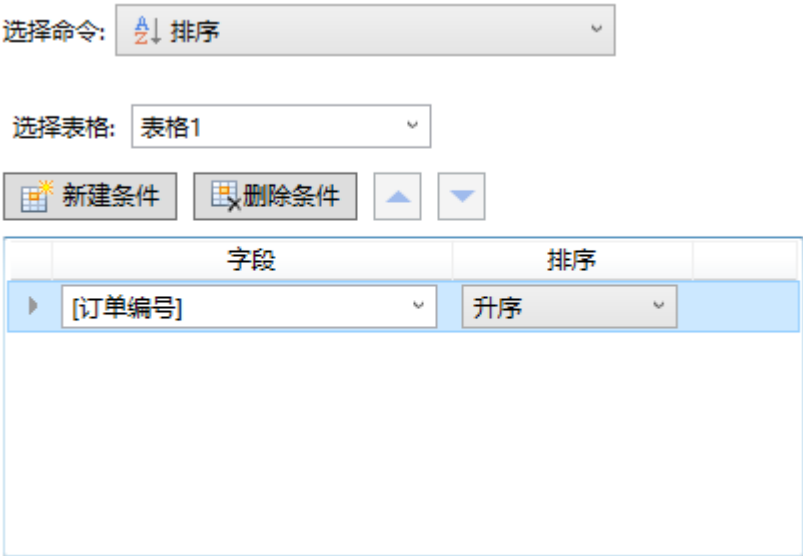 选择命令: 排序
选择表格: 表格1
新建条件 删除条件
字段 排序
[订单编号] 升序